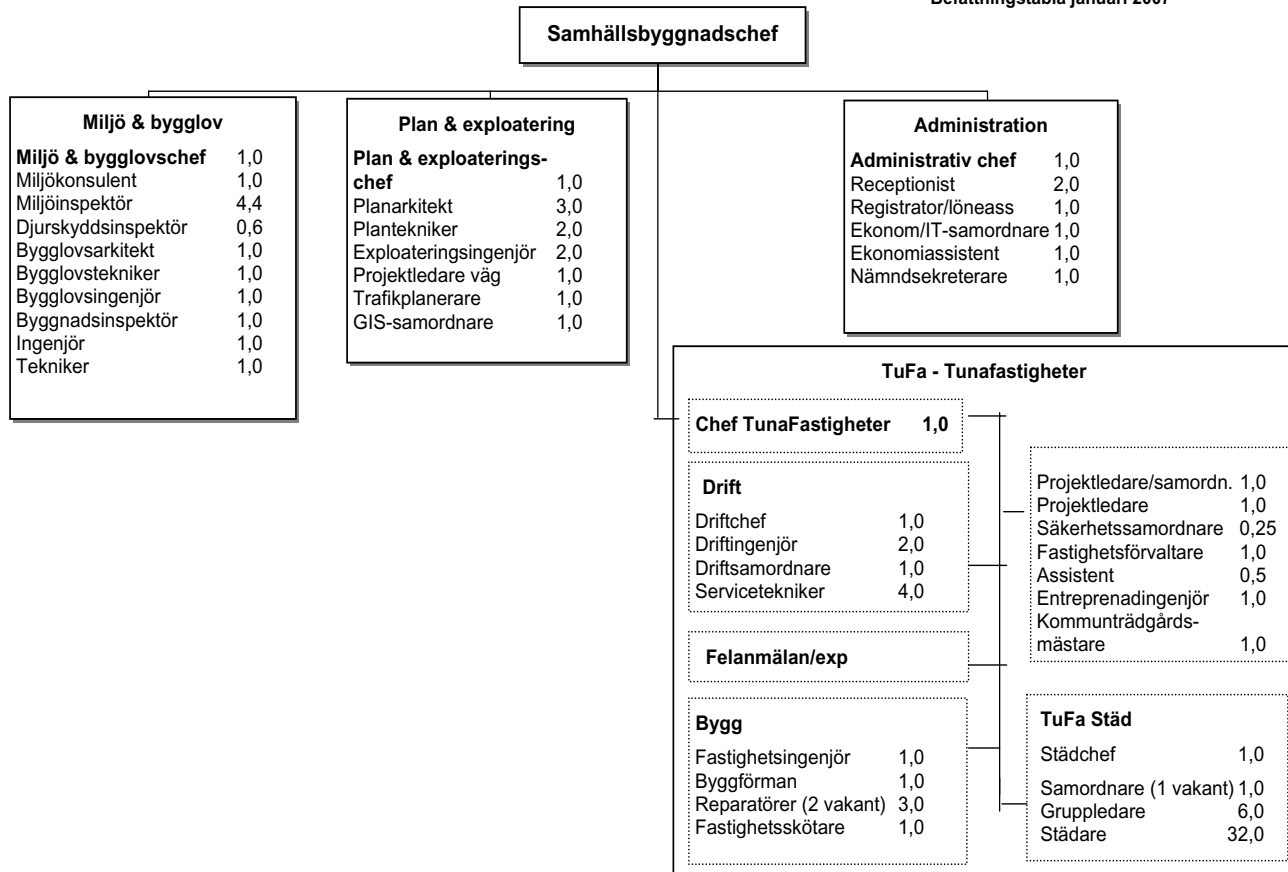 Befattningstablå januari 2007
Samhällsbyggnadschef
Miljö & bygglov
Miljö & bygglovschef 1,0
Miljökonsulent 1,0
Miljöinspektör 4,4
Djurskyddsinspektör 0,6
Bygglovsarkitekt 1,0
Bygglovstekniker 1,0
Bygglovsingenjör 1,0
Byggnadsinspektör 1,0
Ingenjör 1,0
Tekniker 1,0
Plan & exploatering
Plan & exploaterings-
chef 1,0
Planarkitekt 3,0
Plantekniker 2,0
Exploateringsingenjör 2,0
Projektledare väg 1,0
Trafikplanerare 1,0
GIS-samordnare 1,0
Administration
Administrativ chef 1,0
Receptionist 2,0
Registrator/löneass 1,0
Ekonom/IT-samordnare 1,0
Ekonomiassistent 1,0
Nämndsekreterare 1,0
TuFa - Tunafastigheter
Chef TunaFastigheter 1,0
Drift
Driftchef 1,0
Driftingenjör 2,0
Driftsamordnare 1,0
Servicetekniker 4,0
Felanmälan/exp
Bygg
Fastighetsingenjör 1,0
Byggförman 1,0
Reparatörer (2 vakant) 3,0
Fastighetsskötare 1,0
Projektledare/samordn. 1,0
Projektledare 1,0
Säkerhetssamordnare 0,25
Fastighetsförvaltare 1,0
Assistent 0,5
Entreprenadingenjör 1,0
Kommunträdgårds-
mästare 1,0
TuFa Städ
Städchef 1,0
Samordnare (1 vakant) 1,0
Gruppledare 6,0
Städare 32,0